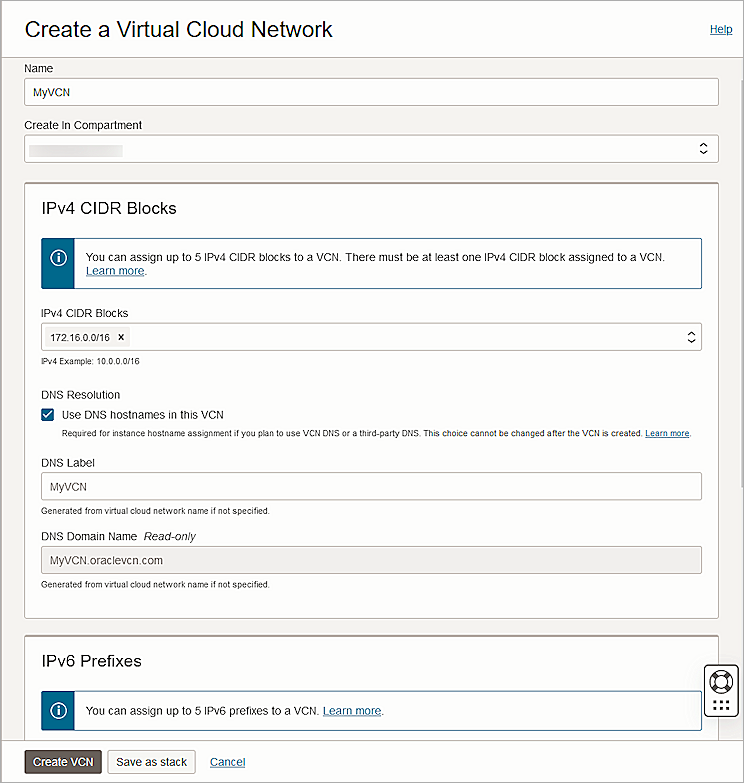 Create a Virtual Cloud Network
Help
Name
MyVCN
Create In Compartment
IPv4 CIDR Blocks
You can assign up to 5 IPv4 CIDR blocks to a VCN. There must be at least one IPv4 CIDR block assigned to a VCN.
Learn more.
IPv4 CIDR Blocks
172.16.0.0/16 x
IPv4 Example: 10.0.0.0/16
DNS Resolution
Use DNS hostnames in this VCN
Required for instance hostname assignment if you plan to use VCN DNS or a third-party DNS. This choice cannot be changed after the VCN is created. Learn more.
DNS Label
MyVCN
Generated from virtual cloud network name if not specified.
DNS Domain Name Read-only
MyVCN.oraclevcn.com
Generated from virtual cloud network name if not specified.
IPv6 Prefixes
You can assign up to 5 IPv6 prefixes to a VCN. Learn more.
Create VCN Save as stack Cancel